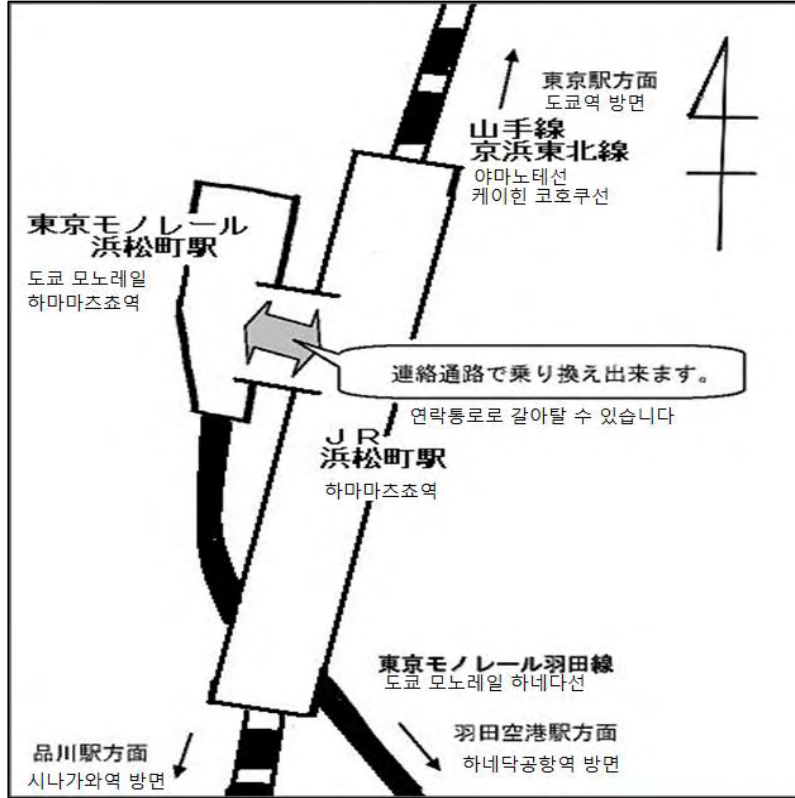 東京駅方面
도쿄역 방면
山手線
京浜東北線
야마노테선
케이힌 코호쿠선
東京モノレール
浜松町駅
도쿄 모노레일
하마마츠쵸역
連絡通路で乗り換え出来ます。
연락통로로 갈아탈 수 있습니다
JR
浜松町駅
하마마츠쵸역
東京モノレール羽田線
도쿄 모노레일 하네다선
羽田空港駅方面
하네닥공항역 방면
品川駅方面
시나가와역 방면